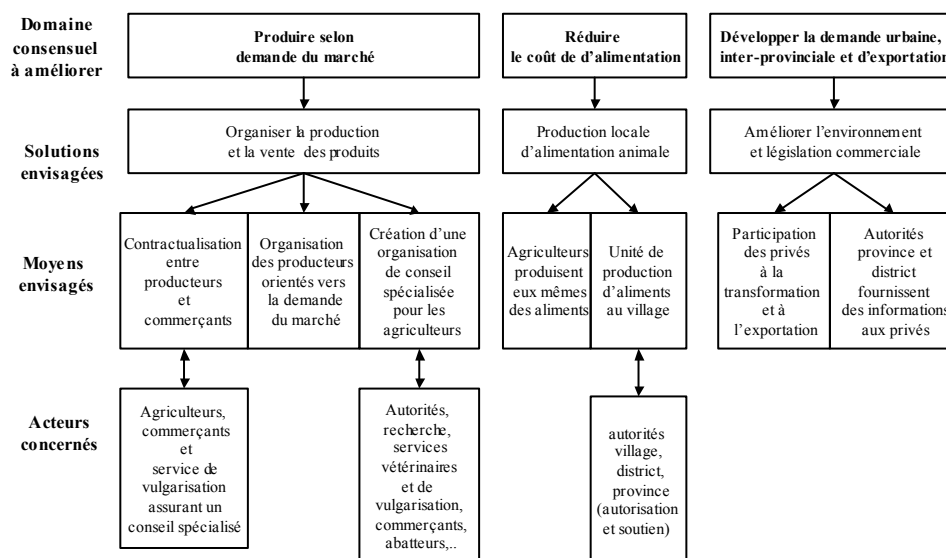 Domaine
consensuel
à améliorer
Produire selon
demande du marché
Réduire
le coût de d'alimentation
Développer la demande urbaine,
inter-provinciale et d'exportation
Solutions
envisagées
Organiser la production
et la vente des produits
Production locale
d'alimentation animale
Améliorer l'environnement
et législation commerciale
Moyens
envisagés
Contractualisation
entre
producteurs
et
commerçants
Organisation
des producteurs
orientés vers
la demande
du marché
Création d'une
organisation
de conseil
spécialisée
pour les
agriculteurs
Agriculteurs
produisent
eux mêmes
des aliments
Unité de
production
d'aliments
au village
Participation
des privés
à la
transformation
et à
l'exportation
Autorités
province et
district
fournissent
des informations
aux privés
Acteurs
concernés
Agriculteurs,
commerçants
et
service de
vulgarisation
assurant un
conseil spécialisé
Autorités,
recherche,
services
vétérinaires
et de
vulgarisation,
commerçants,
abatteurs,..
autorités
village,
district,
province
(autorisation
et soutien)